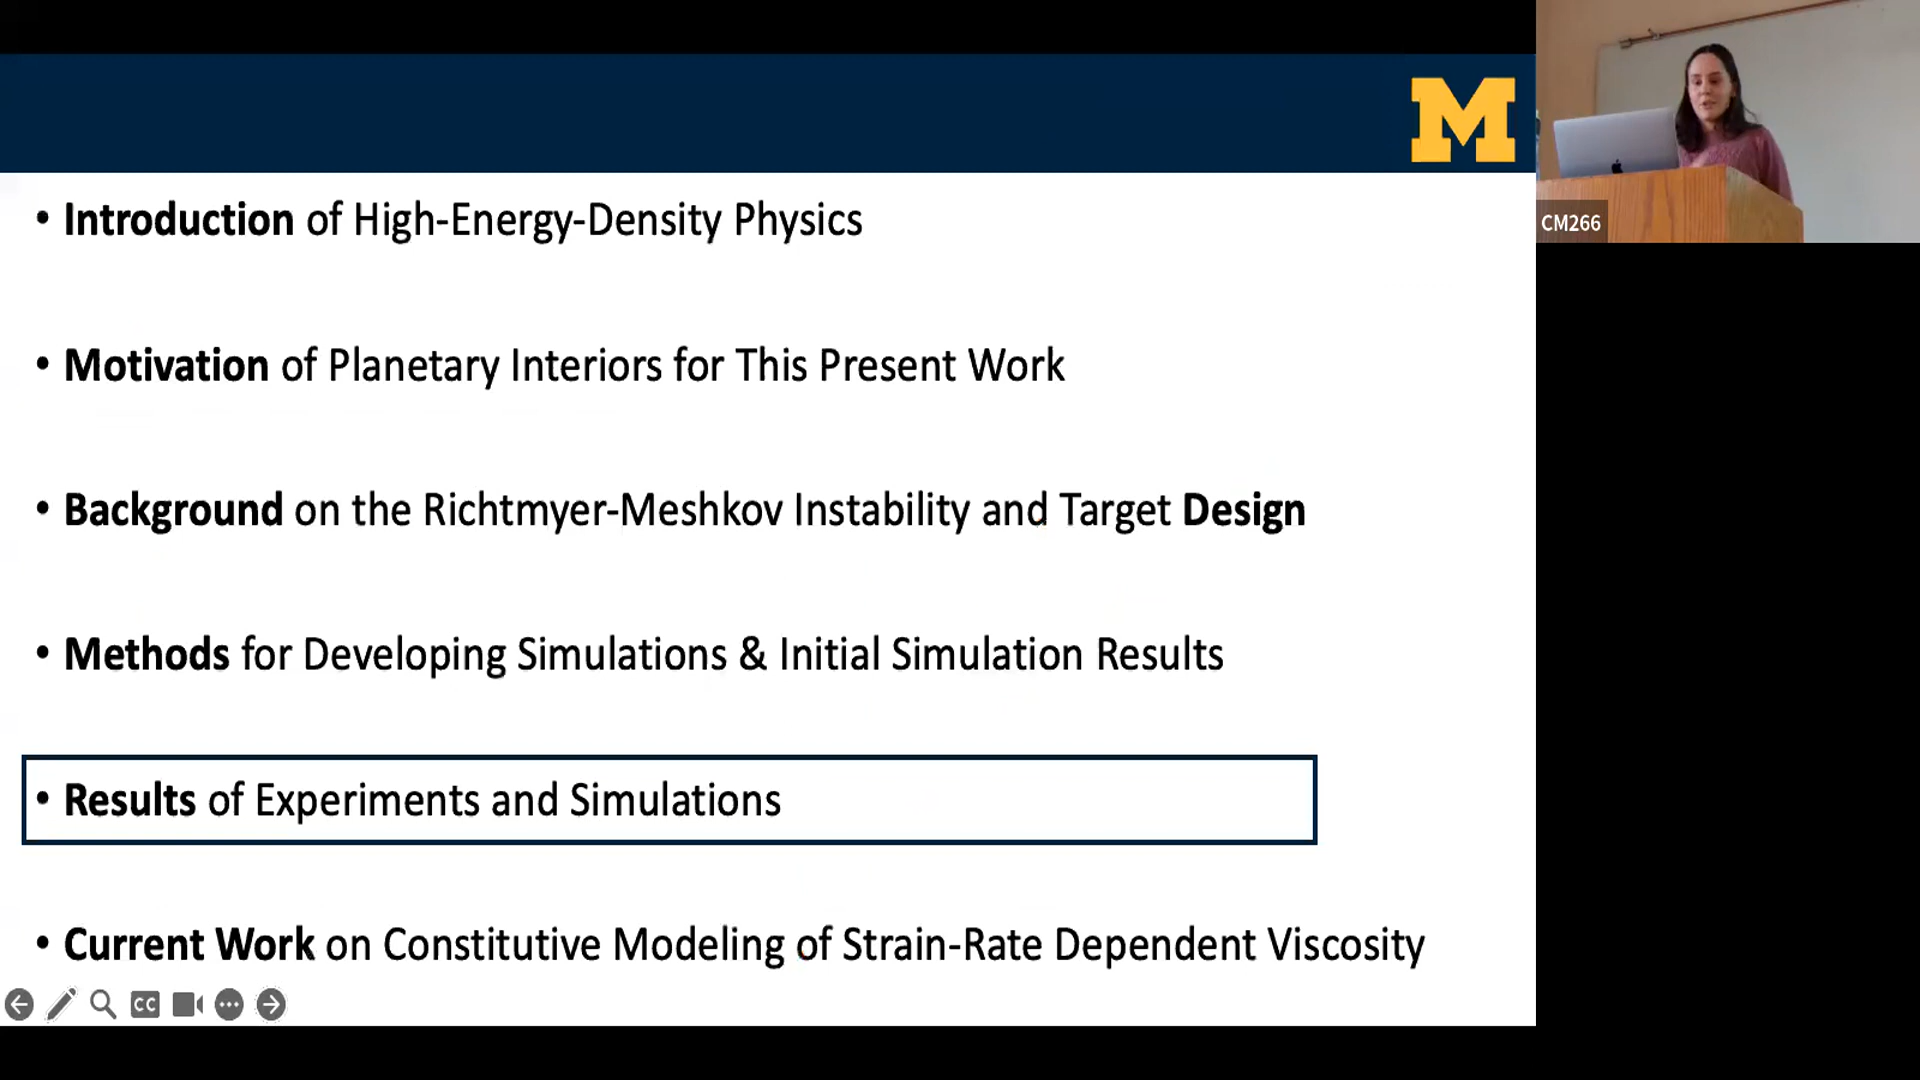 M
• Introduction of High-Energy-Density Physics
• Motivation of Planetary Interiors for This Present Work
• Background on the Richtmyer-Meshkov Instability and Target Design
• Methods for Developing Simulations & Initial Simulation Results
• Results of Experiments and Simulations
• Current Work on Constitutive Modeling of Strain-Rate Dependent Viscosity
CC
CM266